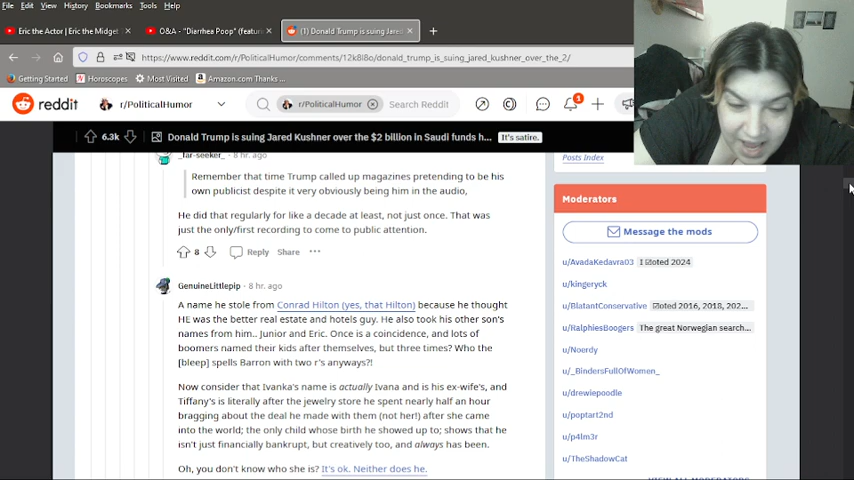 File Edit View History Bookmarks Tools Help
Eric the Actor | Eric the Midget
O&A - "Diarrhea Poop" (featur
(1) Donald Trump is suing Jared
https://www.reddit.com/r/PoliticalHumor/comments/12k8l8o/donald_trump_is_suing_jared_kushner_over_the_2/
Getting Started Horoscopes Most Visited Amazon.com Thanks ...
reddit r/PoliticalHumor r/PoliticalHumor Search Reddit 1
6.3k Donald Trump is suing Jared Kushner over the $2 billion in Saudi funds h... It's satire.
_far-seeker_ · 8 hr. ago
Remember that time Trump called up magazines pretending to be his
own publicist despite it very obviously being him in the audio,
He did that regularly for like a decade at least, not just once. That was
just the only/first recording to come to public attention.
8 Reply Share ...
GenuineLittlepip · 8 hr. ago
A name he stole from Conrad Hilton (yes, that Hilton) because he thought
HE was the better real estate and hotels guy. He also took his other son's
names from him.. Junior and Eric. Once is a coincidence, and lots of
boomers named their kids after themselves, but three times? Who the
[bleep] spells Barron with two r's anyways?!
Now consider that Ivanka's name is actually Ivana and is his ex-wife's, and
Tiffany's is literally after the jewelry store he spent nearly half an hour
bragging about the deal he made with them (not her!) after she came
into the world; the only child whose birth he showed up to; shows that he
isn't just financially bankrupt, but creatively too, and always has been.
Oh, you don't know who she is? It's ok. Neither does he.
Posts Index
Moderators
Message the mods
u/AvadaKedavra03 I ☑oted 2024
u/kingeryck
u/BlatantConservative ☑oted 2016, 2018, 202...
u/RalphiesBoogers The great Norwegian search...
u/Noerdy
u/_BindersFullOfWomen_
u/drewiepoodle
u/poptart2nd
u/p4lm3r
u/TheShadowCat
VIEW ALL MODERATORS